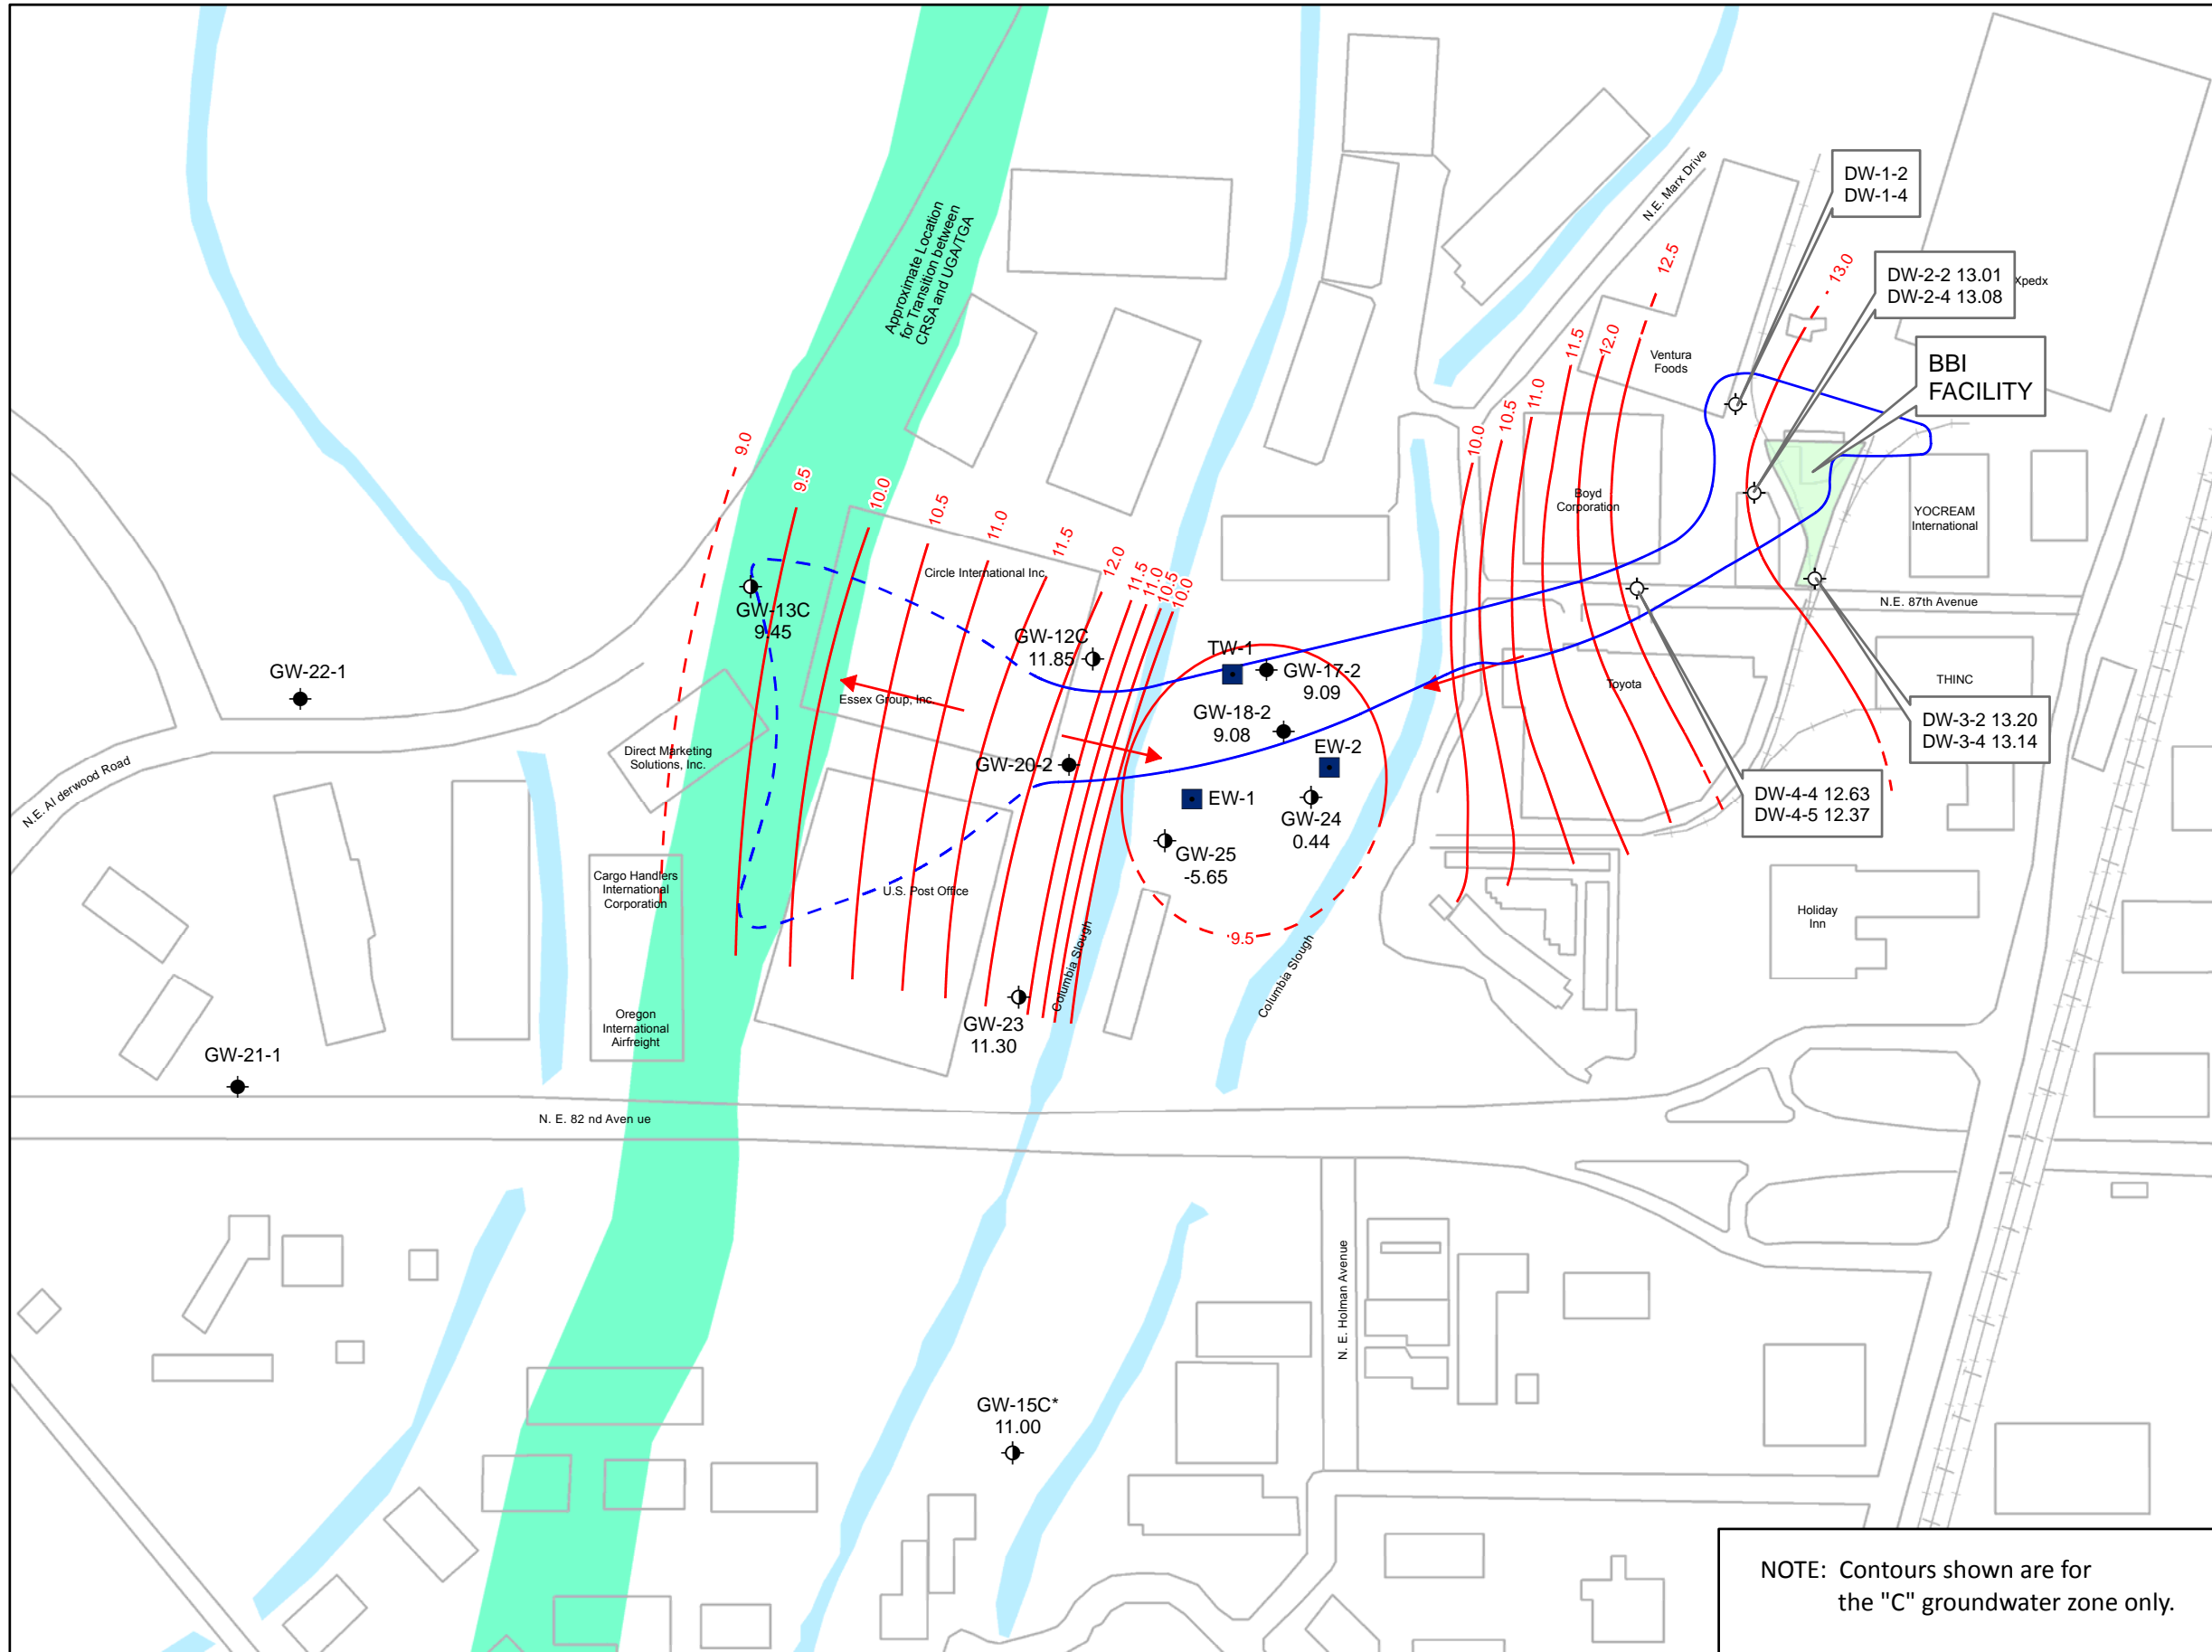 DW-1-2
DW-1-4
N.E. Marx Drive
Approximate Location
for Transition between
CRSA and UGA/TGA
12.5
13.0
DW-2-2 13.01
DW-2-4 13.08
Xpedx
11.5
12.0
Ventura
Foods
BBI
FACILITY
11.0
10.5
10.0
9.0
9.5
10.0
10.5
11.0
11.5
12.0
11.5
11.0
10.5
10.0
Boyd
Corporation
YOCREAM
International
Circle International Inc.
GW-13C
9.45
GW-12C
11.85
TW-1
GW-17-2
9.09
N.E. 87th Avenue
GW-22-1
Essex Group, Inc.
GW-18-2
9.08
EW-2
Toyota
THINC
DW-3-2 13.20
DW-3-4 13.14
Direct Marketing
Solutions, Inc.
GW-20-2
EW-1
GW-24
0.44
DW-4-4 12.63
DW-4-5 12.37
N.E. Al derwood Road
GW-25
-5.65
Cargo Handlers
International
Corporation
U.S. Post Office
9.5
Holiday
Inn
Columbia Slough
Columbia Slough
GW-23
11.30
Oregon
International
Airfreight
GW-21-1
N. E. 82 nd Aven ue
N. E. Holman Avenue
GW-15C*
11.00
NOTE: Contours shown are for
the "C" groundwater zone only.